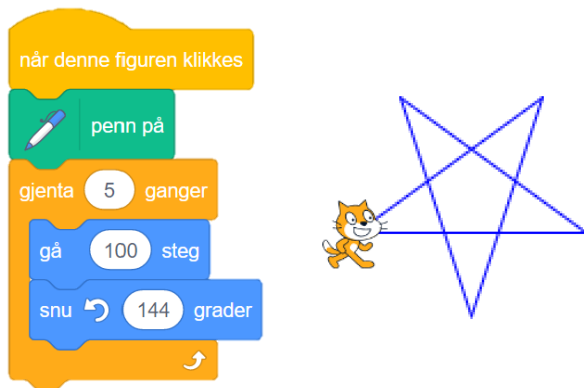 når denne figuren klikkes
penn på
gjenta 5 ganger
gå 100 steg
snu 144 grader